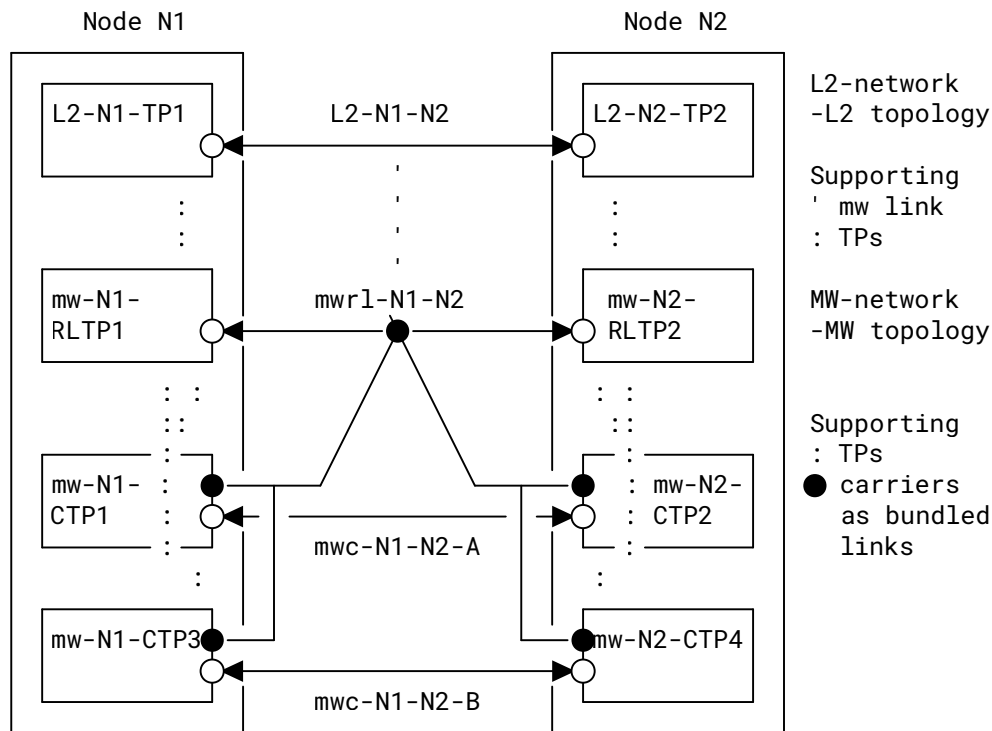 Node N1
Node N2
L2-N1-TP1
L2-N1-N2
L2-N2-TP2
L2-network
-L2 topology
Supporting
' mw link
: TPs
mw-N1-
RLTP1
mwrl-N1-N2
mw-N2-
RLTP2
MW-network
-MW topology
Supporting
: TPs
carriers
as bundled
links
mw-N1-
CTP1
mw-N2-
CTP2
mwc-N1-N2-A
mw-N1-CTP3
mw-N2-CTP4
mwc-N1-N2-B